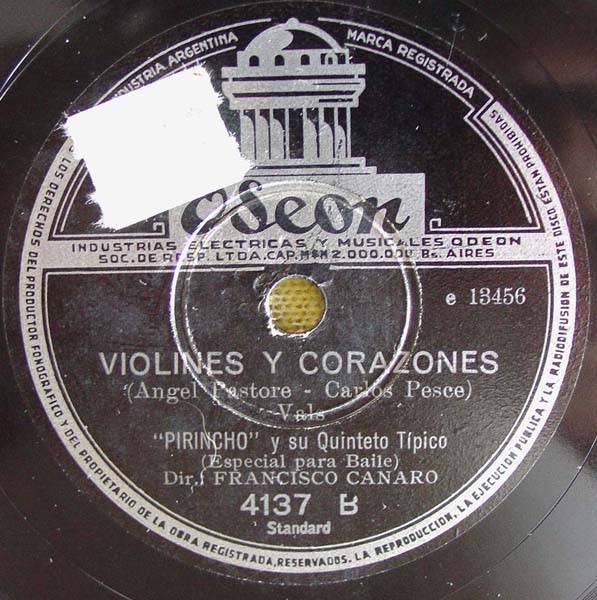 INDUSTRIA ARGENTINA
MARCA REGISTRADA
Odeon
INDUSTRIAS ELECTRICAS Y MUSICALES ODEON
SOC. DE RESP. LTDA. CAP. M$N 2.000.000 Bs. AIRES
e 13456
VIOLINES Y CORAZONES
(Angel Pastore - Carlos Pesce)
Vals
"PIRINCHO" y su Quinteto Típico
(Especial para Baile)
Dir.: FRANCISCO CANARO
4137 B
Standard
LOS DERECHOS DEL PRODUCTOR FONOGRAFICO Y DEL PROPIETARIO DE LA OBRA REGISTRADA, RESERVADOS. LA REPRODUCCION, LA EJECUCION PUBLICA Y LA RADIODIFUSION DE ESTE DISCO ESTAN PROHIBIDAS